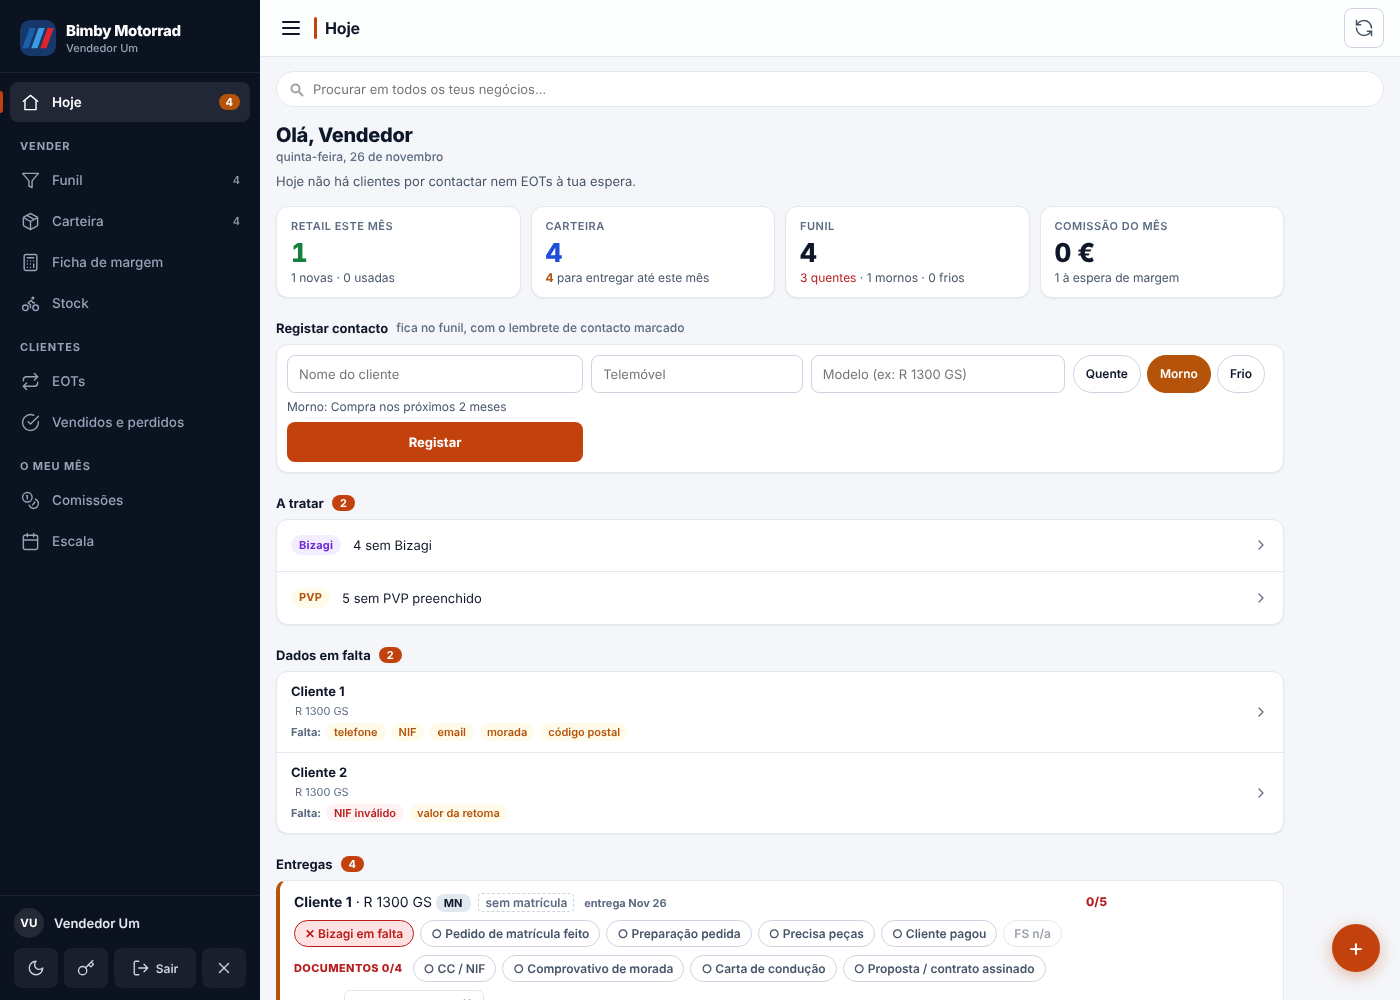 Bimby Motorrad
Vendedor Um
Hoje 4
VENDER
Funil 4
Carteira 4
Ficha de margem
Stock
CLIENTES
EOTs
Vendidos e perdidos
O MEU MÊS
Comissões
Escala
VU Vendedor Um
Sair
Hoje
Procurar em todos os teus negócios...
Olá, Vendedor
quinta-feira, 26 de novembro
Hoje não há clientes por contactar nem EOTs à tua espera.
RETAIL ESTE MÊS
1
1 novas · 0 usadas
CARTEIRA
4
4 para entregar até este mês
FUNIL
4
3 quentes · 1 mornos · 0 frios
COMISSÃO DO MÊS
0 €
1 à espera de margem
Registar contacto fica no funil, com o lembrete de contacto marcado
Nome do cliente Telemóvel Modelo (ex: R 1300 GS) Quente Morno Frio
Morno: Compra nos próximos 2 meses
Registar
A tratar 2
Bizagi 4 sem Bizagi
PVP 5 sem PVP preenchido
Dados em falta 2
Cliente 1
R 1300 GS
Falta: telefone NIF email morada código postal
Cliente 2
R 1300 GS
Falta: NIF inválido valor da retoma
Entregas 4
Cliente 1 · R 1300 GS MN sem matrícula entrega Nov 26 0/5
✕ Bizagi em falta ○ Pedido de matrícula feito ○ Preparação pedida ○ Precisa peças ○ Cliente pagou FS n/a
DOCUMENTOS 0/4 ○ CC / NIF ○ Comprovativo de morada ○ Carta de condução ○ Proposta / contrato assinado
+